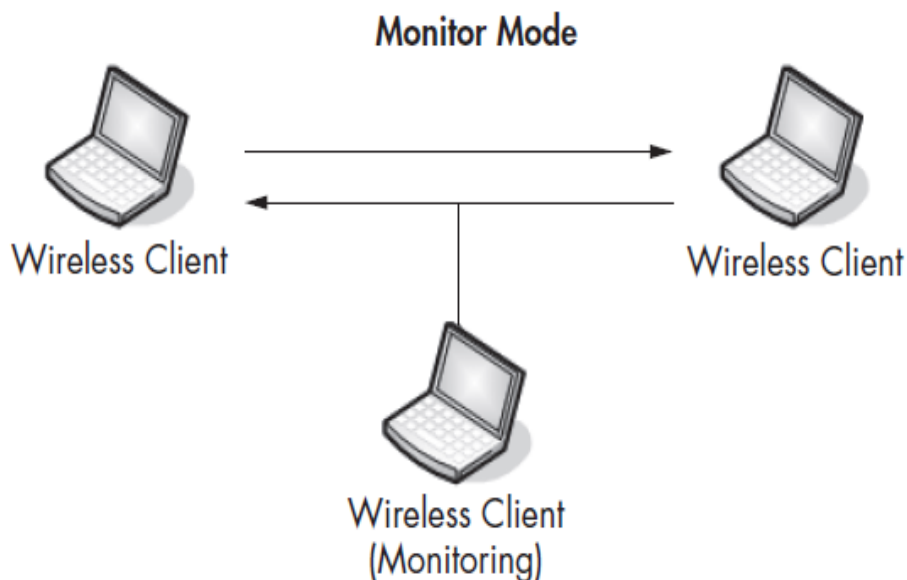 Monitor Mode
Wireless Client
Wireless Client
Wireless Client
(Monitoring)